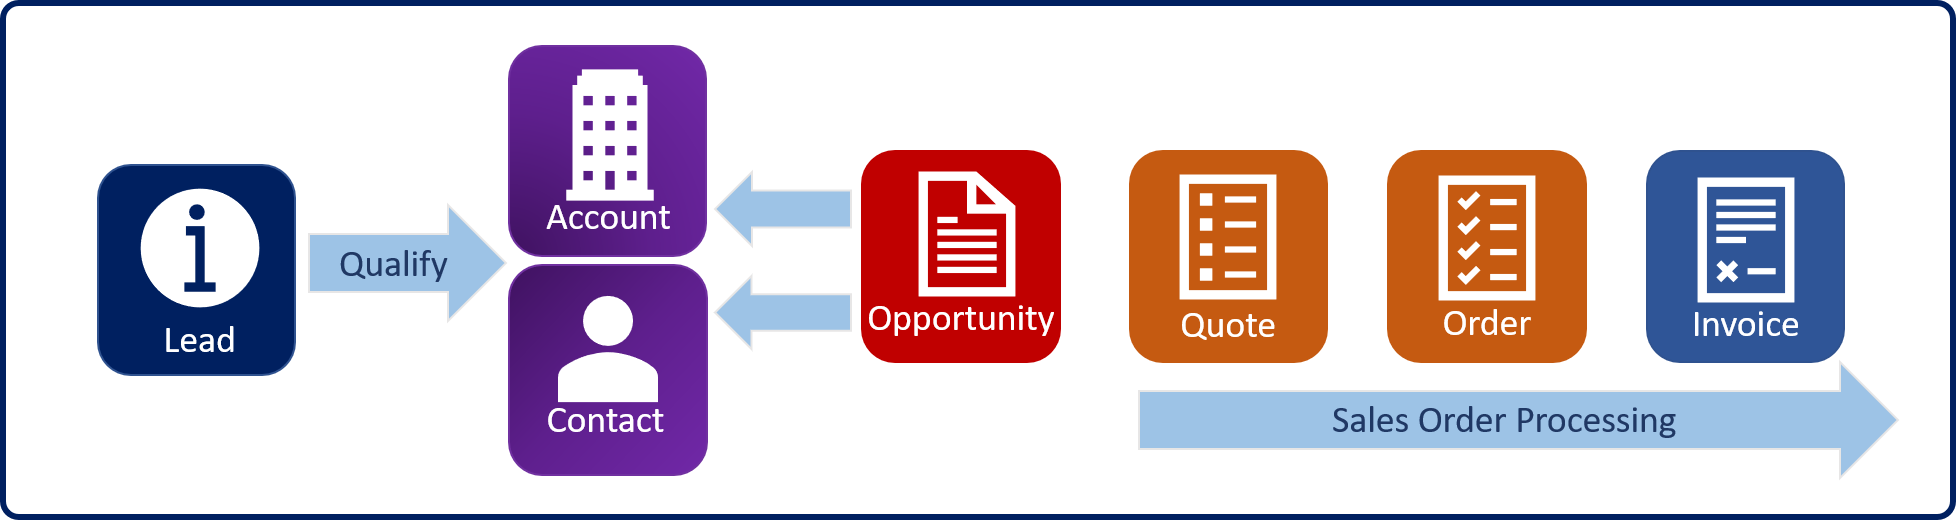 Lead
Qualify
Account
Contact
Opportunity
Quote
Order
Invoice
Sales Order Processing